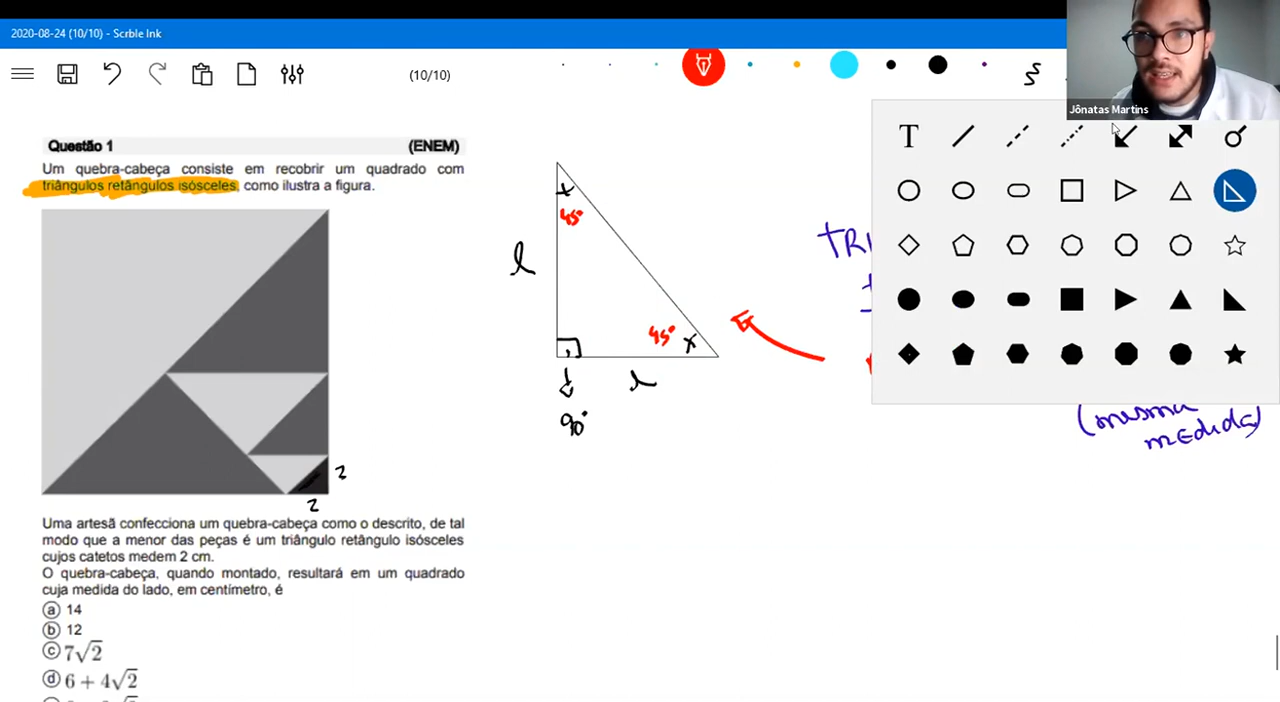 2020-08-24 (10/10) - Scrble Ink
(10/10)
Jônatas Martins
T
Questão 1 (ENEM)
Um quebra-cabeça consiste em recobrir um quadrado com
triângulos retângulos isósceles, como ilustra a figura.
2
2
Uma artesã confecciona um quebra-cabeça como o descrito, de tal
modo que a menor das peças é um triângulo retângulo isósceles
cujos catetos medem 2 cm.
O quebra-cabeça, quando montado, resultará em um quadrado
cuja medida do lado, em centímetro, é
a 14
b 12
c 7√2
d 6 + 4√2
x
45°
l
45° x
l
90°
TRI
(mesma
medida)